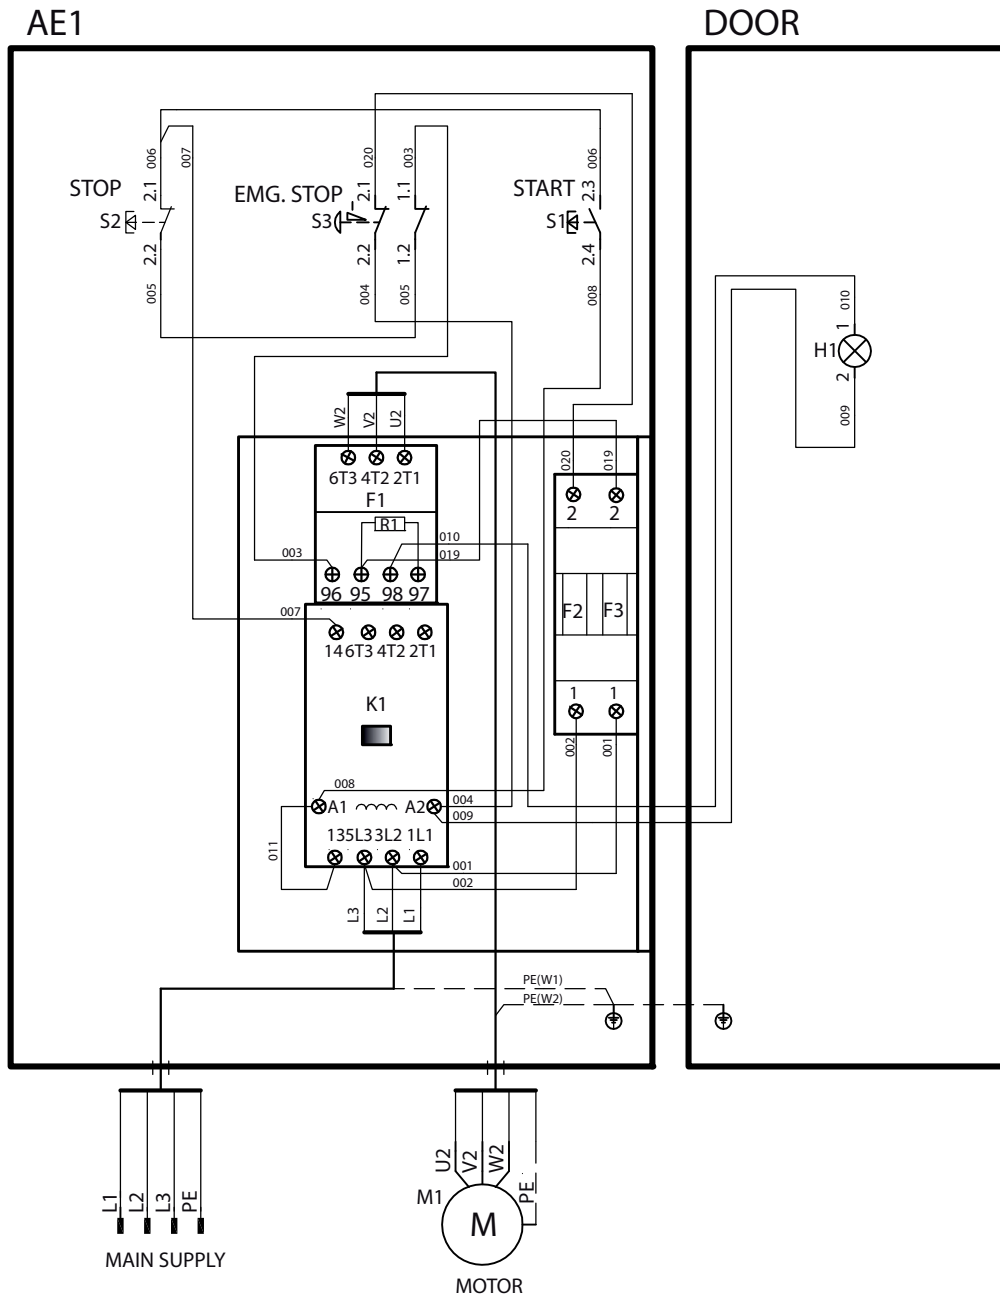 AE1
DOOR
006
007
020
003
006
STOP
2.1
EMG. STOP
2.1
1.1
START
2.3
S2
S3
S1
2.2
2.2
1.2
2.4
005
004
005
008
010
1
H1
2
009
W2
V2
U2
6T3 4T2 2T1
F1
020
019
2
2
R1
010
003
019
96 95 98 97
F2
F3
007
14 6T3 4T2 2T1
K1
1
1
002
001
008
A1
A2
004
009
13 5L3 3L2 1L1
011
001
002
L3
L2
L1
PE(W1)
PE(W2)
U2
V2
W2
PE
L1
L2
L3
PE
M1
M
MAIN SUPPLY
MOTOR